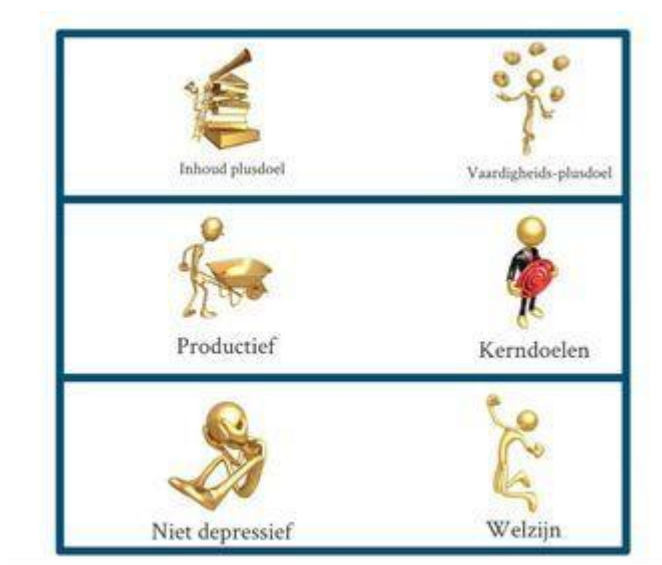 Inhoud plusdoel
Vaardigheids-plusdoel
Productief
Kerndoelen
Niet depressief
Welzijn